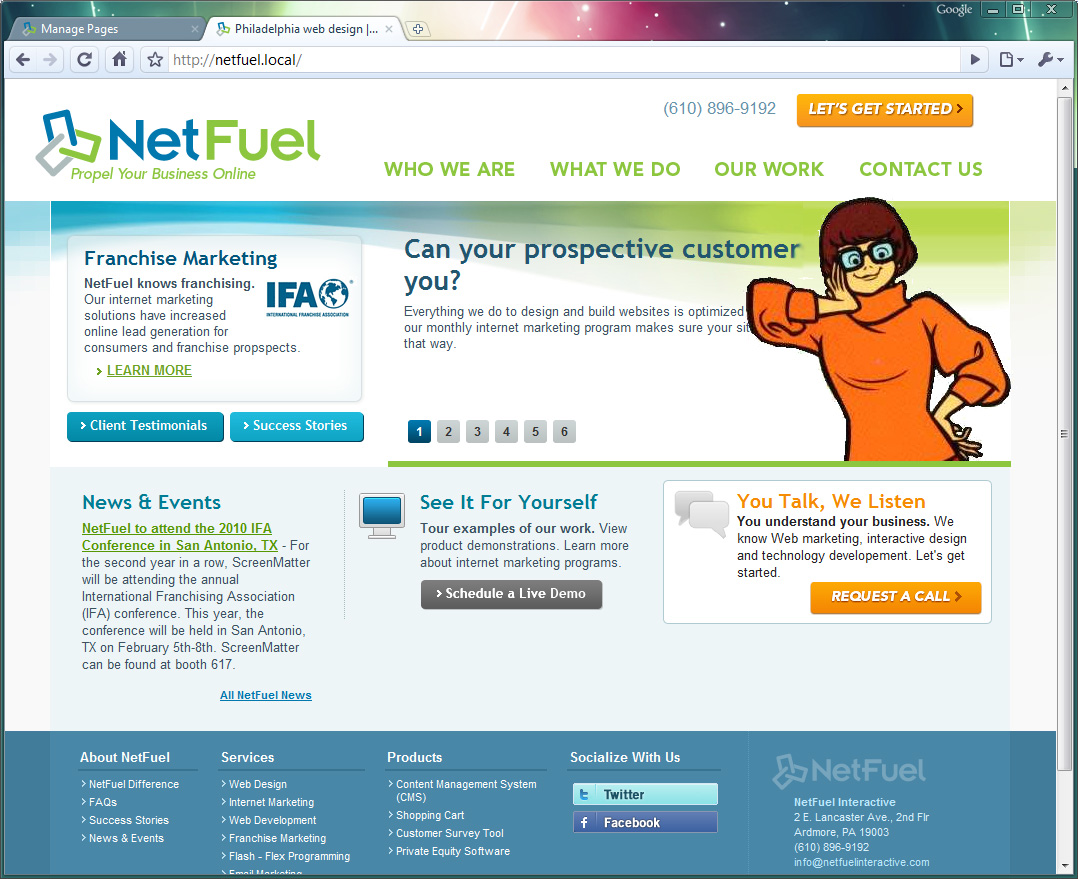 Google
Manage Pages
Philadelphia web design |...
http://netfuel.local/
(610) 896-9192
LET'S GET STARTED
NetFuel
Propel Your Business Online
WHO WE ARE
WHAT WE DO
OUR WORK
CONTACT US
Franchise Marketing
NetFuel knows franchising.
Our internet marketing
solutions have increased
online lead generation for
consumers and franchise propspects.
LEARN MORE
IFA
INTERNATIONAL FRANCHISE ASSOCIATION
Client Testimonials
Success Stories
Can your prospective customer
you?
Everything we do to design and build websites is optimized
our monthly internet marketing program makes sure your sit
that way.
1 2 3 4 5 6
News & Events
NetFuel to attend the 2010 IFA
Conference in San Antonio, TX - For
the second year in a row, ScreenMatter
will be attending the annual
International Franchising Association
(IFA) conference. This year, the
conference will be held in San Antonio,
TX on February 5th-8th. ScreenMatter
can be found at booth 617.
All NetFuel News
See It For Yourself
Tour examples of our work. View
product demonstrations. Learn more
about internet marketing programs.
Schedule a Live Demo
You Talk, We Listen
You understand your business. We
know Web marketing, interactive design
and technology developement. Let's get
started.
REQUEST A CALL
About NetFuel
NetFuel Difference
FAQs
Success Stories
News & Events
Services
Web Design
Internet Marketing
Web Development
Franchise Marketing
Flash - Flex Programming
Email Marketing
Products
Content Management System
(CMS)
Shopping Cart
Customer Survey Tool
Private Equity Software
Socialize With Us
Twitter
Facebook
NetFuel
NetFuel Interactive
2 E. Lancaster Ave., 2nd Flr
Ardmore, PA 19003
(610) 896-9192
info@netfuelinteractive.com